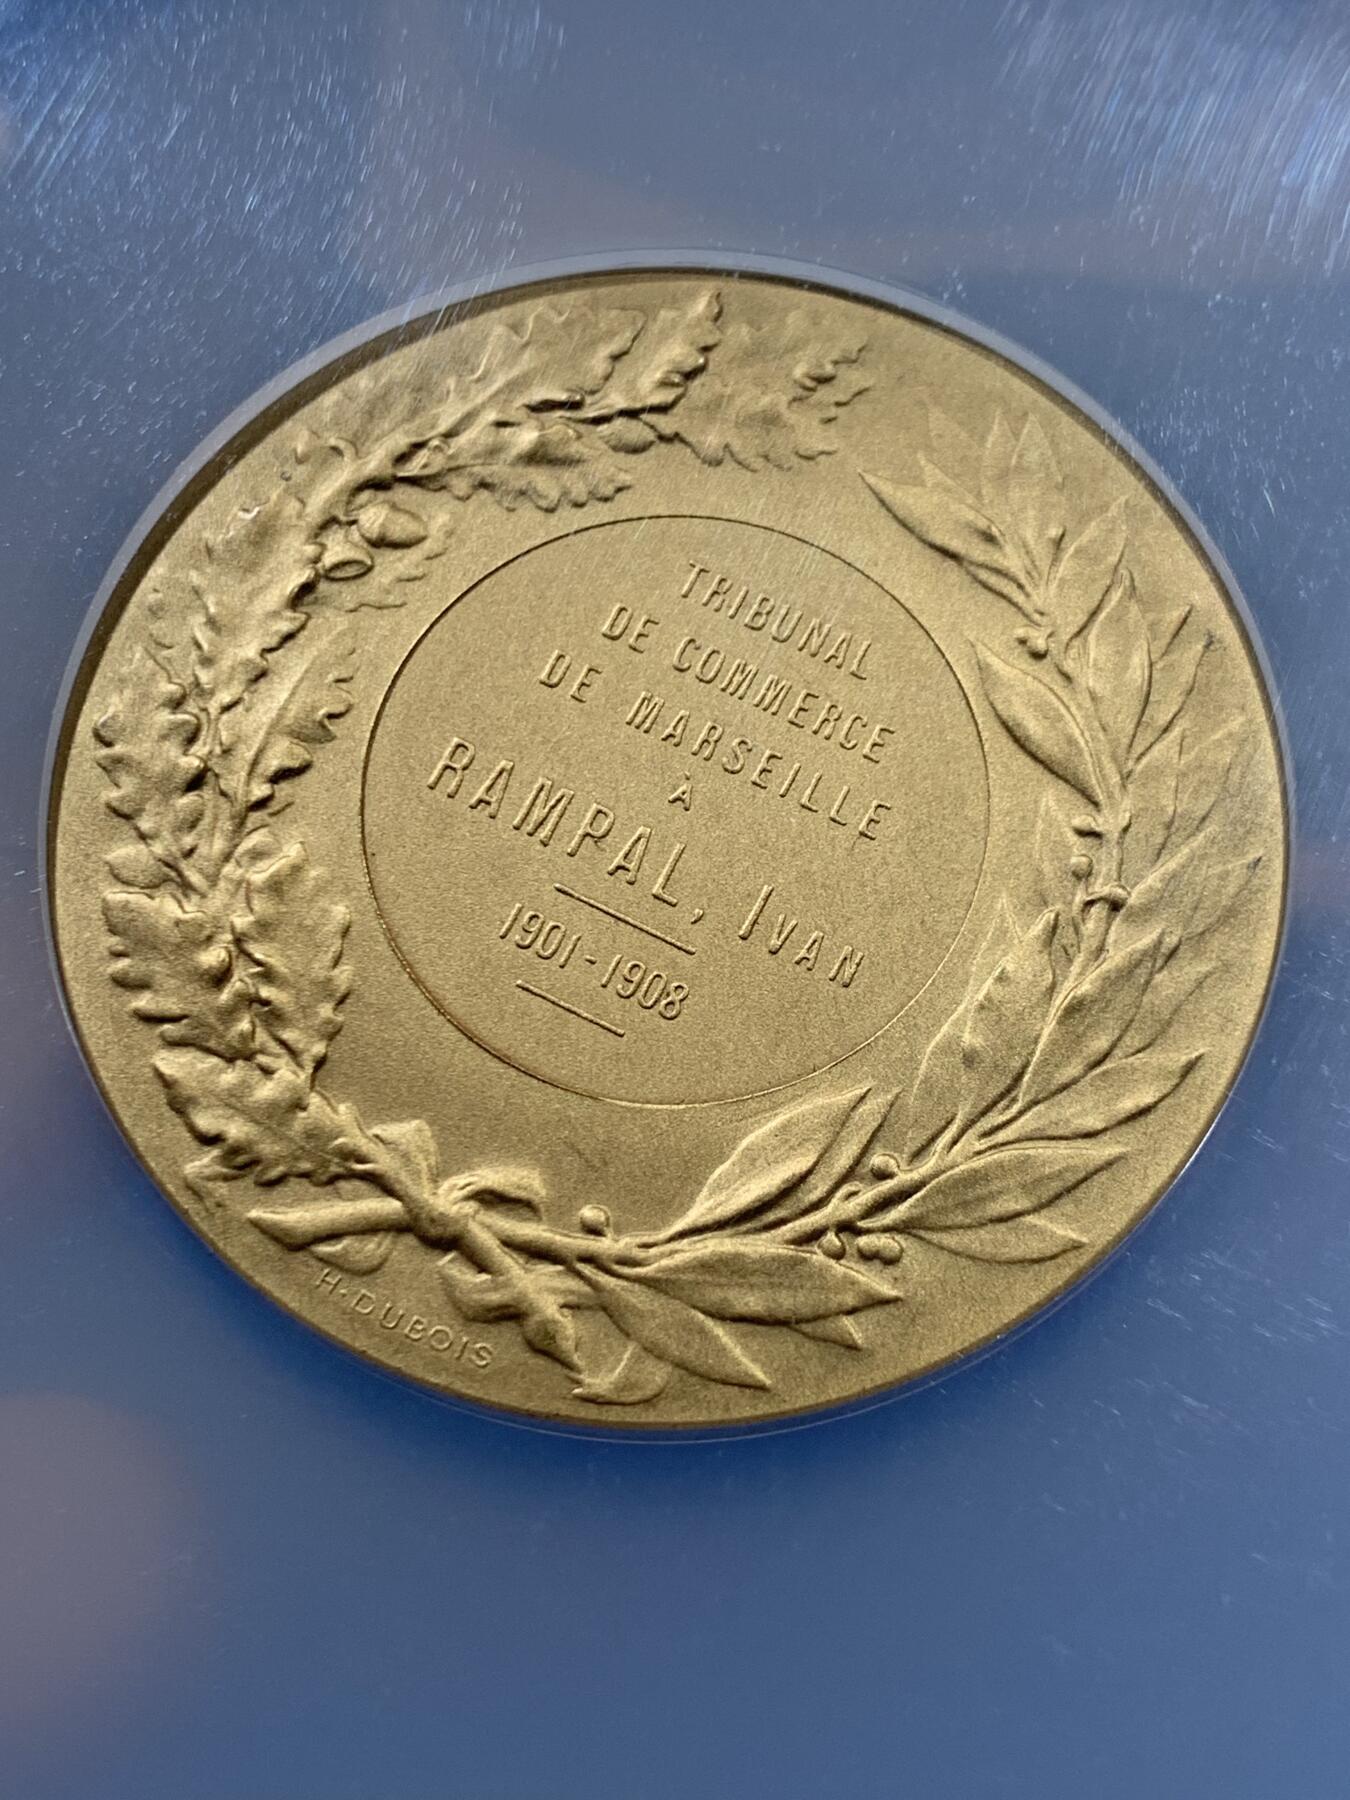 TRIBUNAL
DE COMMERCE
DE MARSEILLE
À
RAMPAL, IVAN
1901-1908
H·DUBOIS